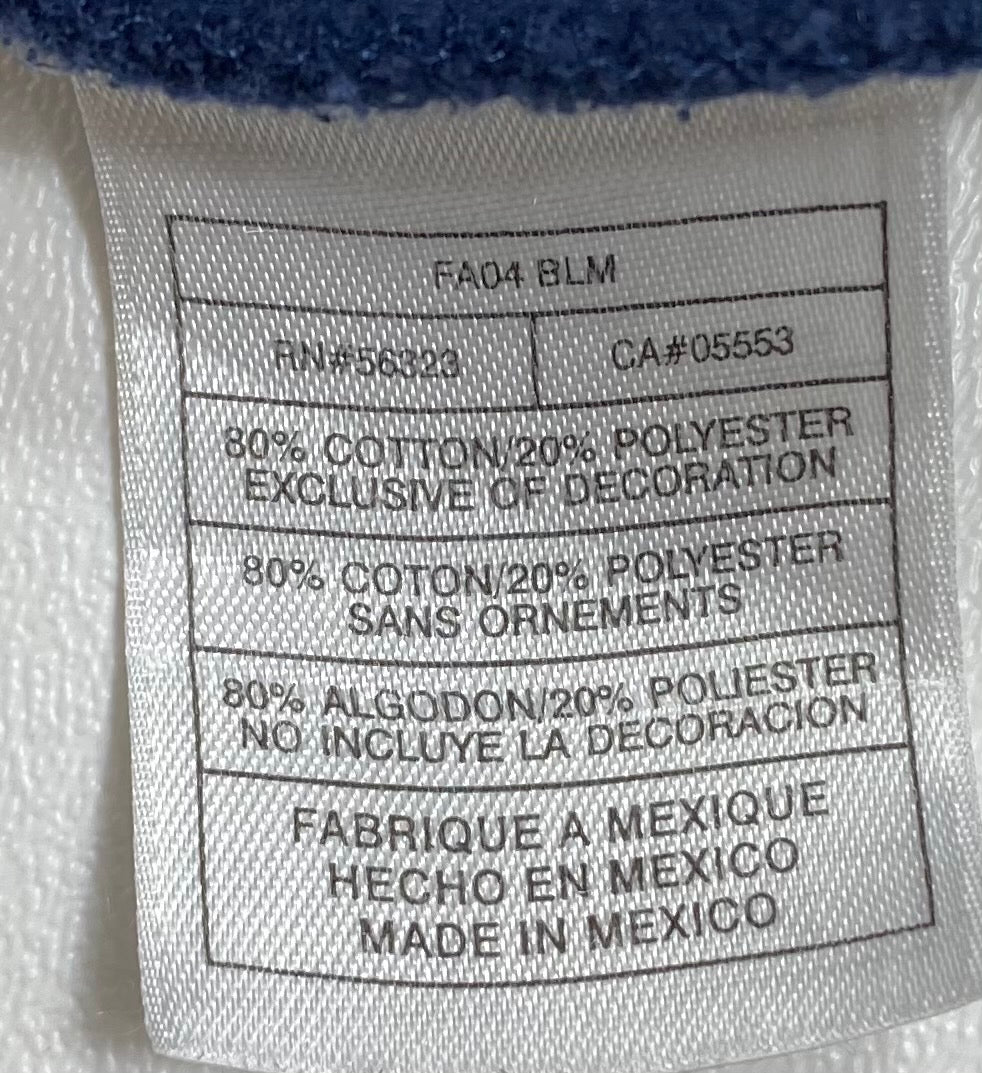 FA04 BLM
RN#56323
CA#05553
80% COTTON/20% POLYESTER
EXCLUSIVE OF DECORATION
80% COTON/20% POLYESTER
SANS ORNEMENTS
80% ALGODON/20% POLIESTER
NO INCLUYE LA DECORACION
FABRIQUE A MEXIQUE
HECHO EN MEXICO
MADE IN MEXICO